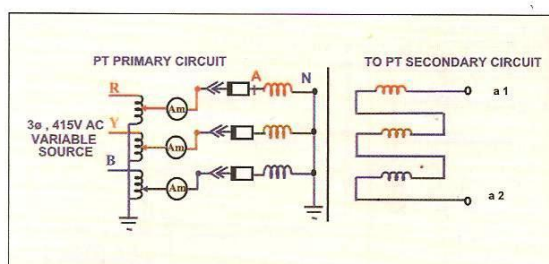 PT PRIMARY CIRCUIT
TO PT SECONDARY CIRCUIT
R
A
N
a 1
Am
3ø , 415V AC
VARIABLE
SOURCE
Y
Am
B
Am
a 2